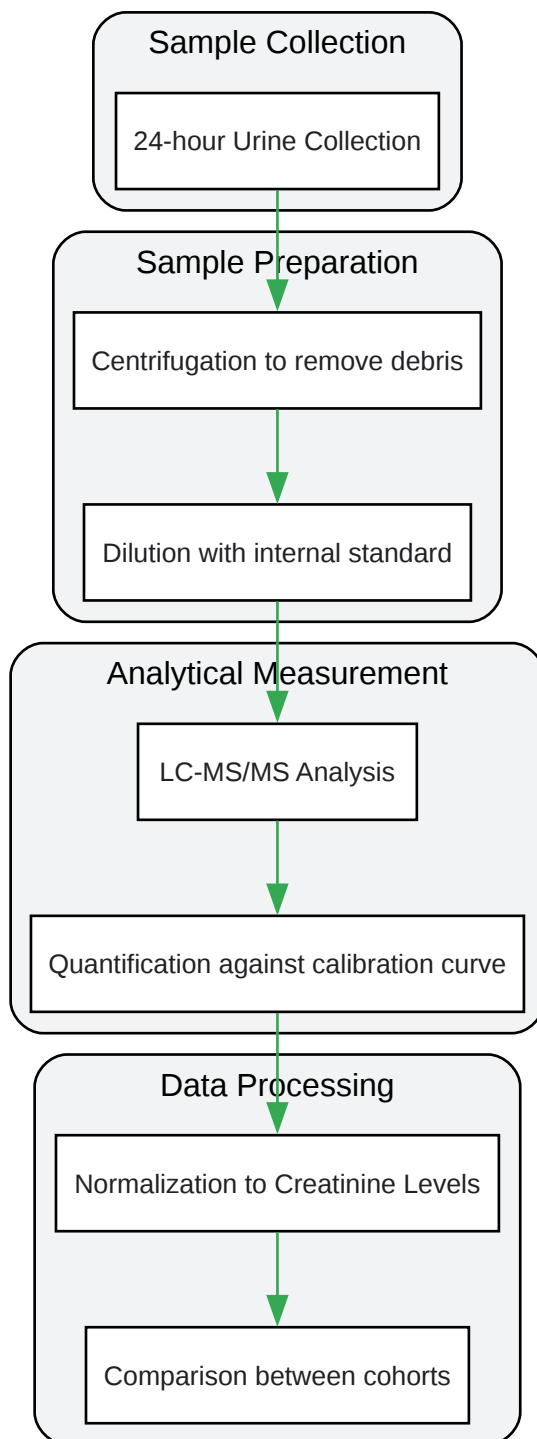 Sample Collection
24-hour Urine Collection
Sample Preparation
Centrifugation to remove debris
Dilution with internal standard
Analytical Measurement
LC-MS/MS Analysis
Quantification against calibration curve
Data Processing
Normalization to Creatinine Levels
Comparison between cohorts